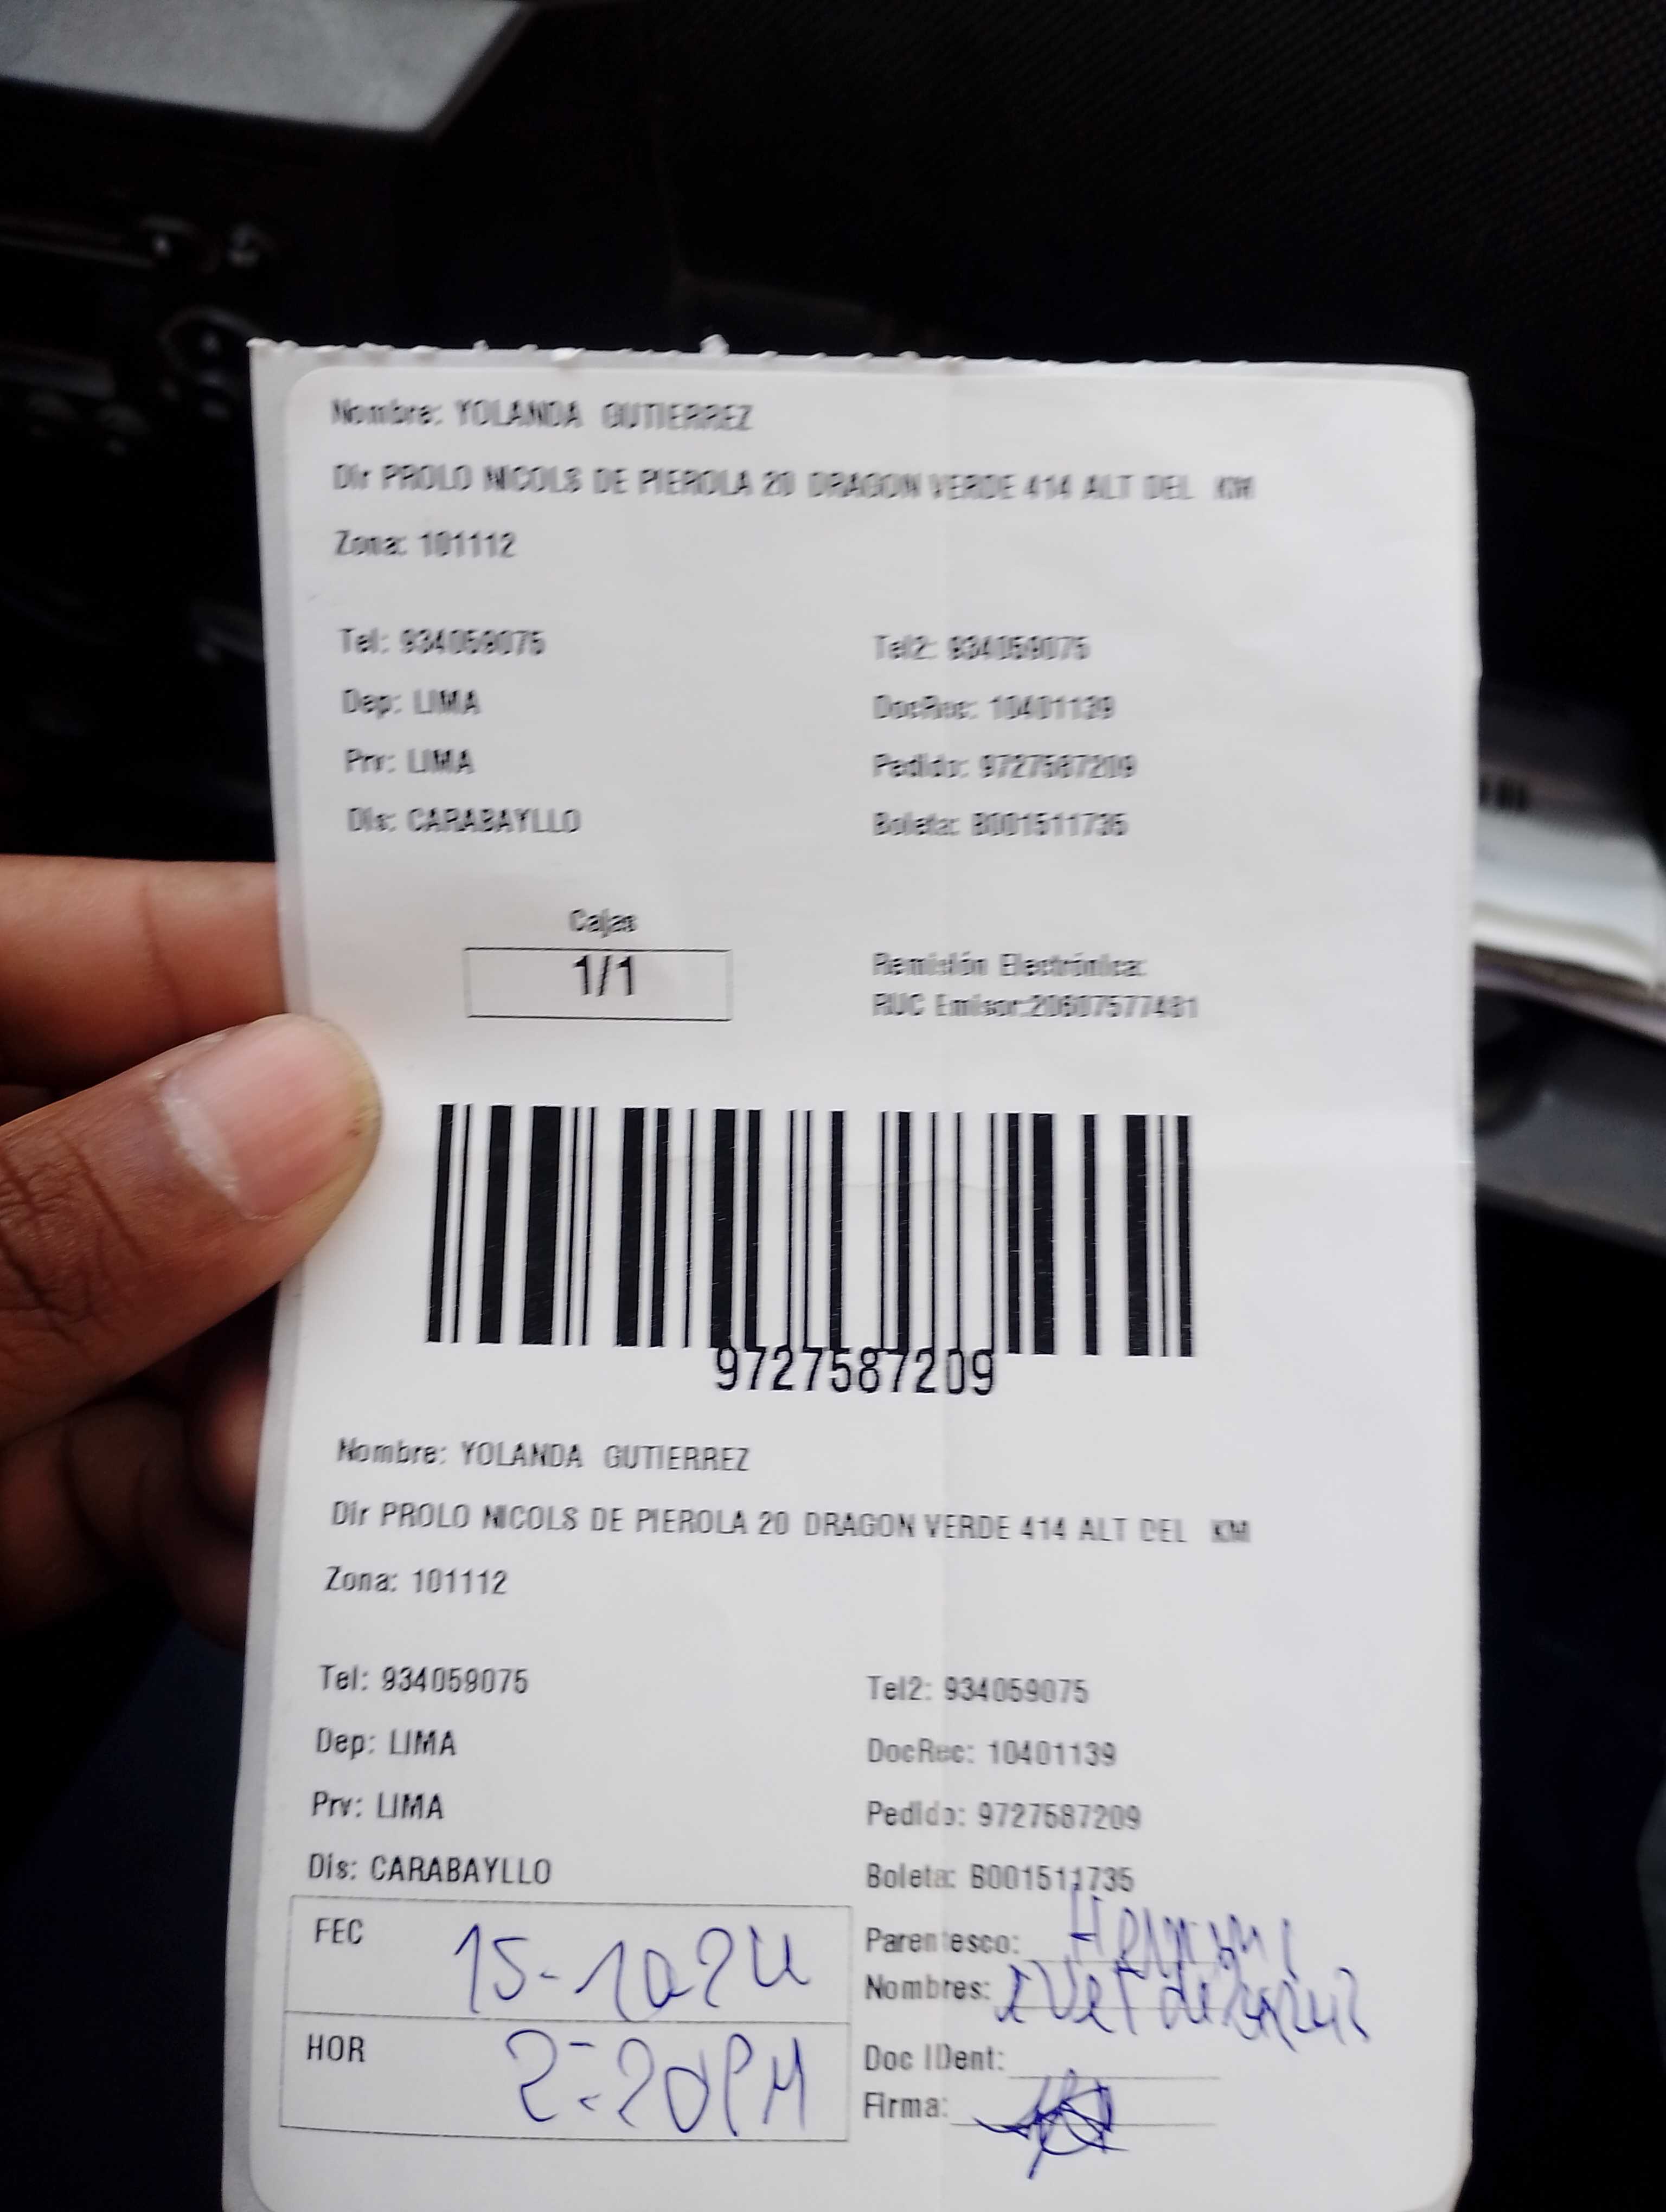 Nombre: YOLANDA GUTIERREZ
Dir PROLO NICOLS DE PIEROLA 20 DRAGON VERDE 414 ALT DEL KM
Zona: 101112
Tel: 934059075 Tel2: 934059075
Dep: LIMA DocRec: 10401139
Prv: LIMA Pedido: 9727587209
Dis: CARABAYLLO Boleta: B001511735
Cajas
1/1
Remisión Electrónica:
RUC Emisor:20607577481
9727587209
Nombre: YOLANDA GUTIERREZ
Dir PROLO NICOLS DE PIEROLA 20 DRAGON VERDE 414 ALT DEL KM
Zona: 101112
Tel: 934059075 Tel2: 934059075
Dep: LIMA DocRec: 10401139
Prv: LIMA Pedido: 9727587209
Dis: CARABAYLLO Boleta: B001511735
FEC 15-10 24 Parentesco:
Nombres:
HOR 2:20PM Doc IDent:
Firma: